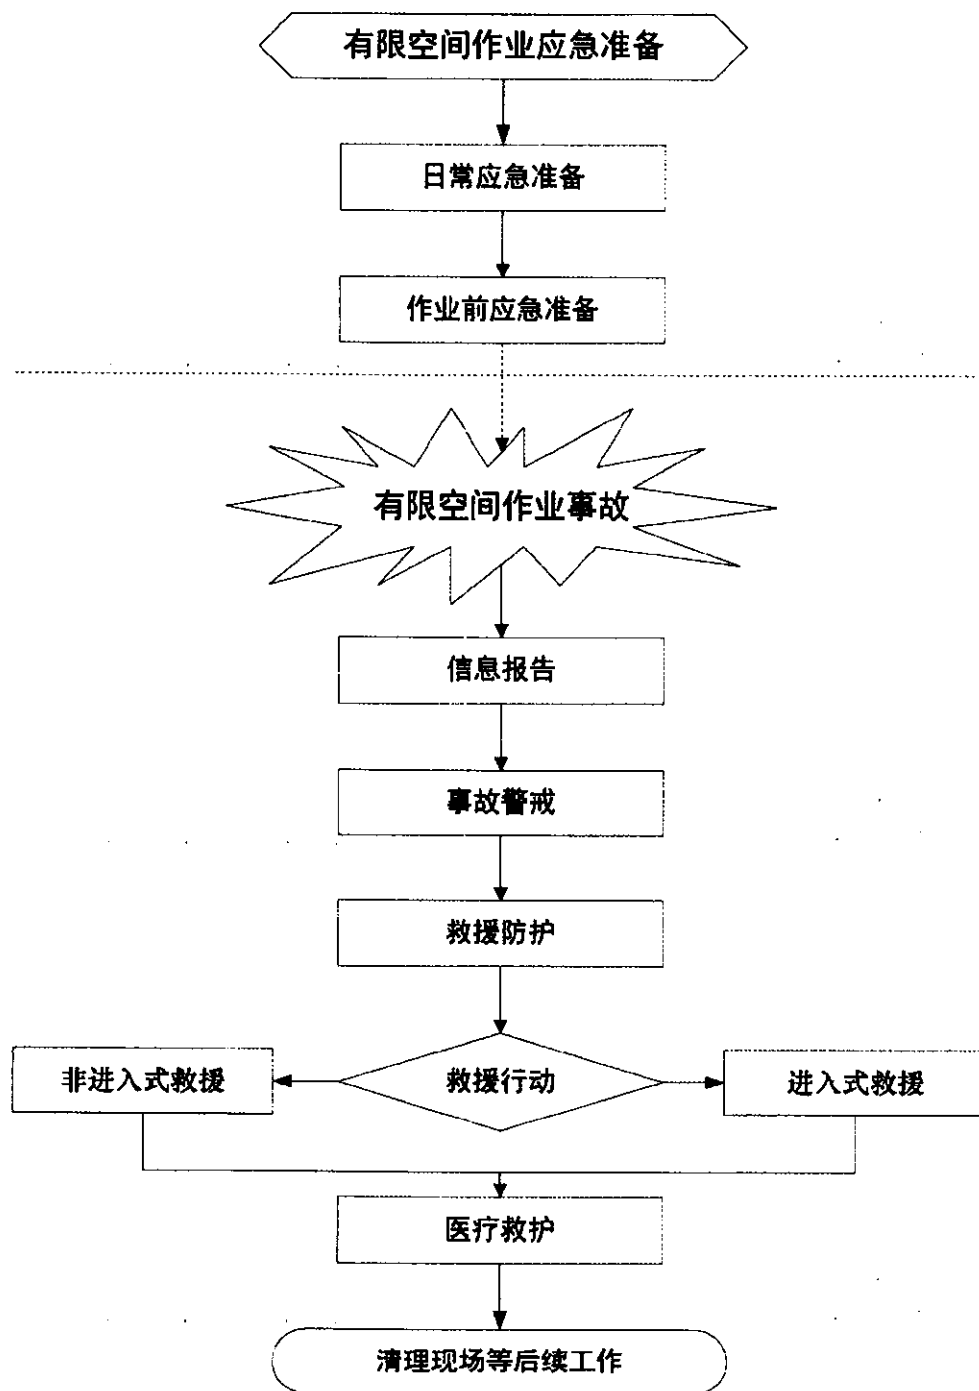 有限空间作业应急准备
日常应急准备
作业前应急准备
有限空间作业事故
信息报告
事故警戒
救援防护
非进入式救援
救援行动
进入式救援
医疗救护
清理现场等后续工作